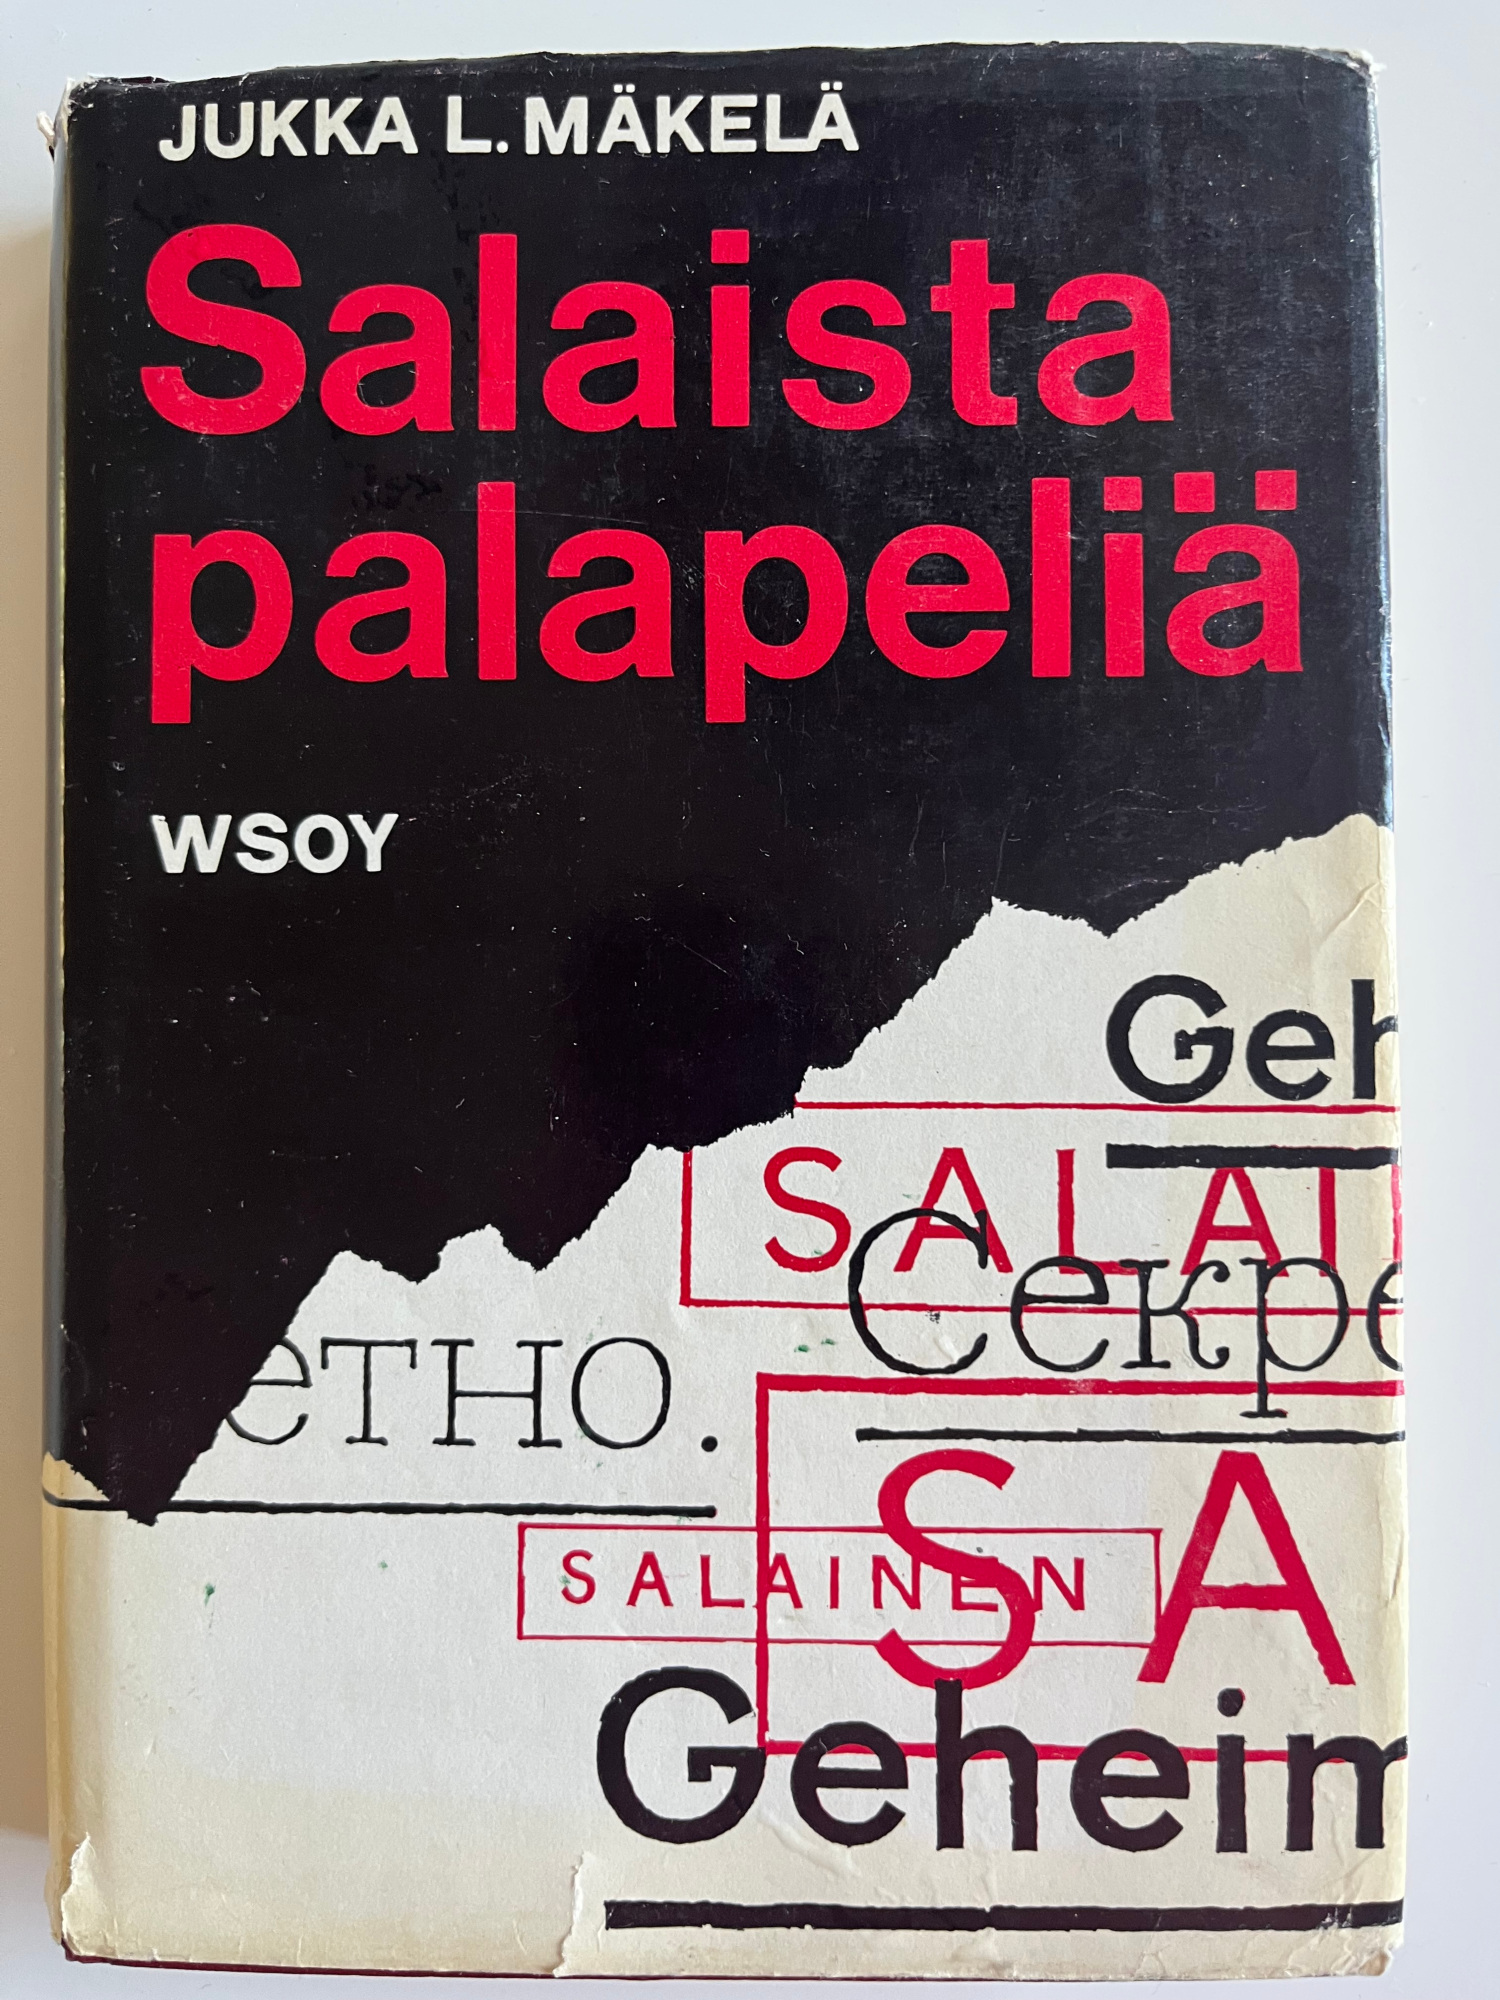 JUKKA L. MÄKELÄ
Salaista
palapeliä
WSOY
Geh
SALAI
Секре
етно.
SA
SALAINEN
Geheim